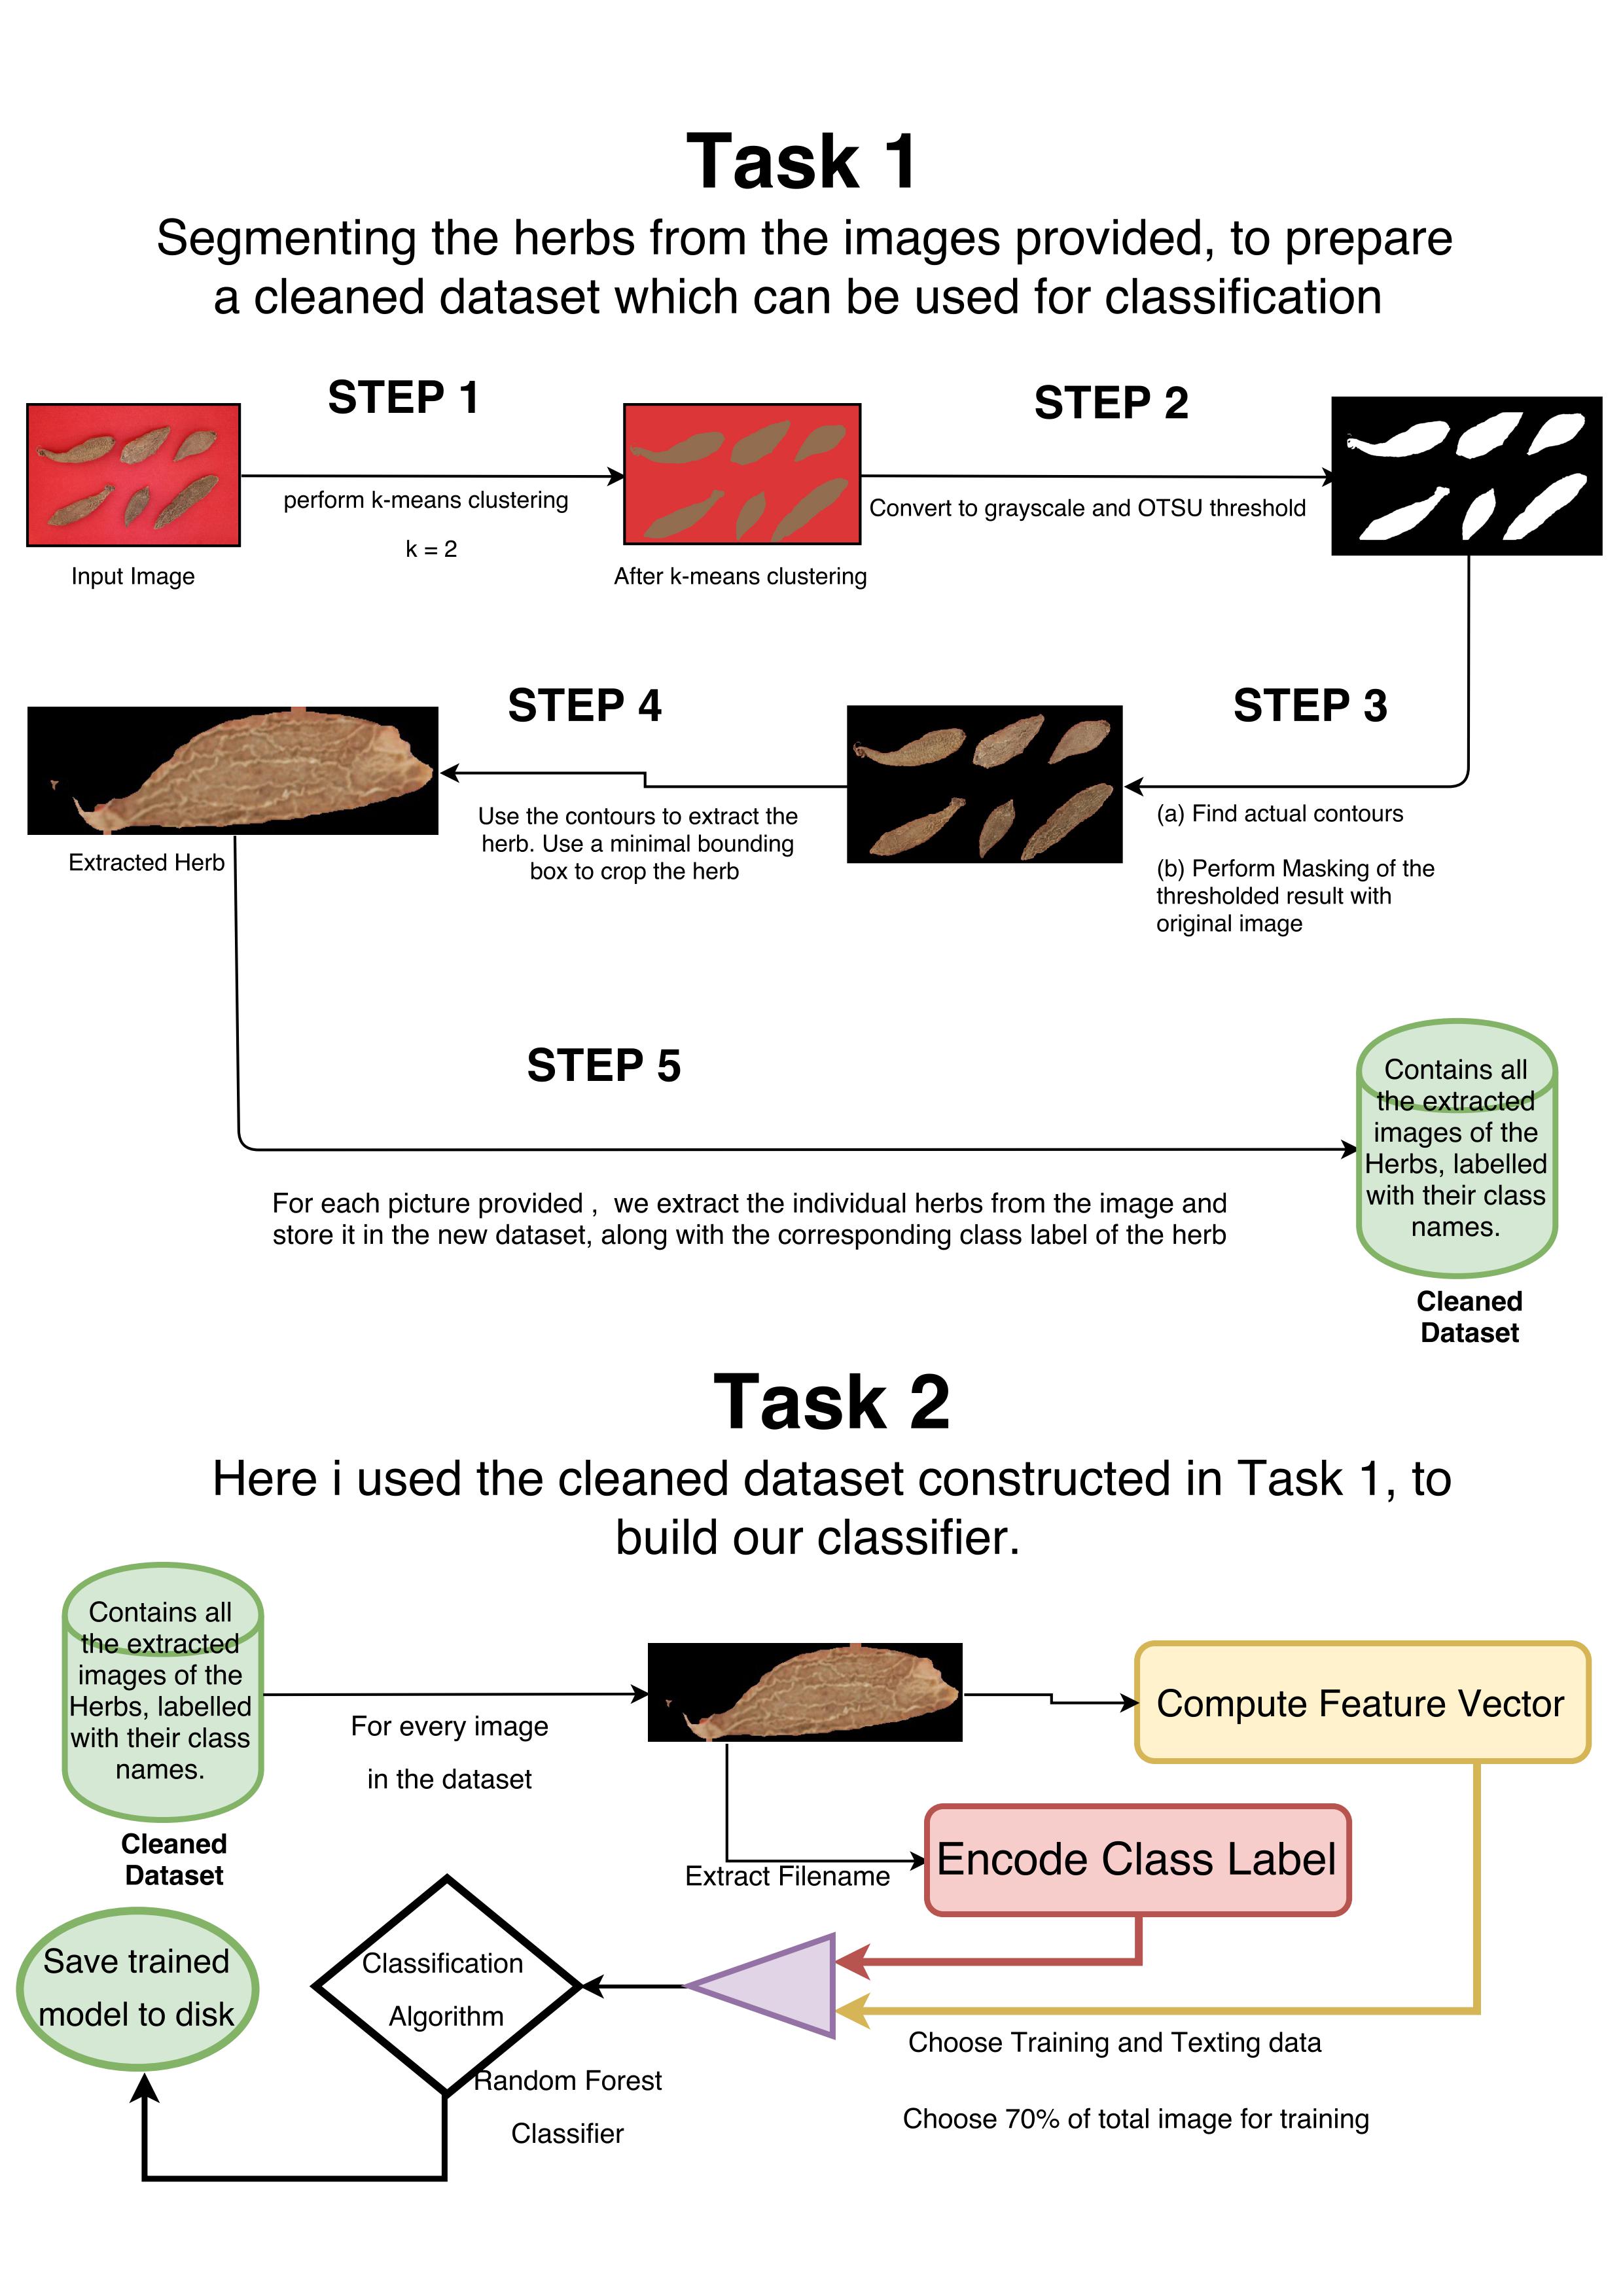 Task 1
Segmenting the herbs from the images provided, to prepare
a cleaned dataset which can be used for classification
STEP 1
perform k-means clustering
k = 2
Input Image
After k-means clustering
STEP 2
Convert to grayscale and OTSU threshold
STEP 3
(a) Find actual contours
(b) Perform Masking of the
thresholded result with
original image
STEP 4
Use the contours to extract the
herb. Use a minimal bounding
box to crop the herb
Extracted Herb
STEP 5
For each picture provided ,  we extract the individual herbs from the image and
store it in the new dataset, along with the corresponding class label of the herb
Contains all
the extracted
images of the
Herbs, labelled
with their class
names.
Cleaned
Dataset
Task 2
Here i used the cleaned dataset constructed in Task 1, to
build our classifier.
Contains all
the extracted
images of the
Herbs, labelled
with their class
names.
Cleaned
Dataset
For every image
in the dataset
Compute Feature Vector
Extract Filename
Encode Class Label
Choose Training and Texting data
Choose 70% of total image for training
Classification
Algorithm
Random Forest
Classifier
Save trained
model to disk